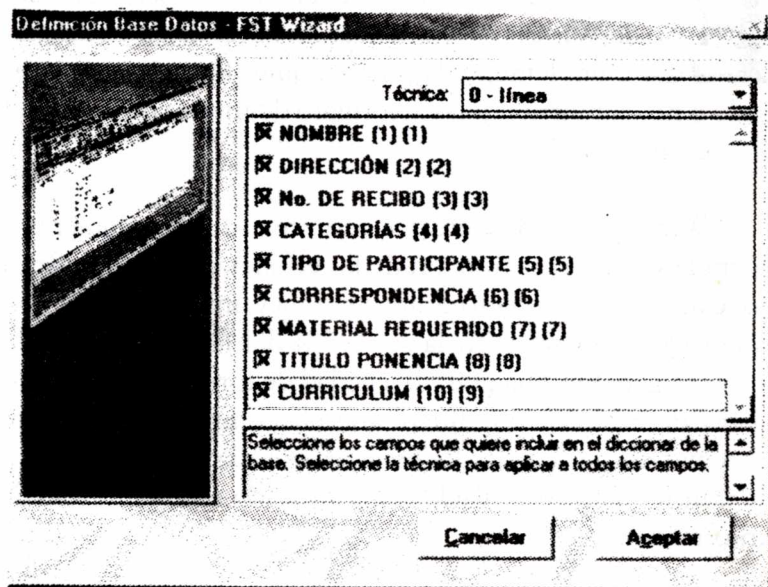 Definición Base Datos - FST Wizard
Técnica: 0 - línea
NOMBRE (1) (1)
DIRECCIÓN (2) (2)
No. DE RECIBO (3) (3)
CATEGORÍAS (4) (4)
TIPO DE PARTICIPANTE (5) (5)
CORRESPONDENCIA (6) (6)
MATERIAL REQUERIDO (7) (7)
TITULO PONENCIA (8) (8)
CURRICULUM (10) (9)
Seleccione los campos que quiere incluir en el diccionar de la
base. Seleccione la técnica para aplicar a todos los campos.
Cancelar Aceptar